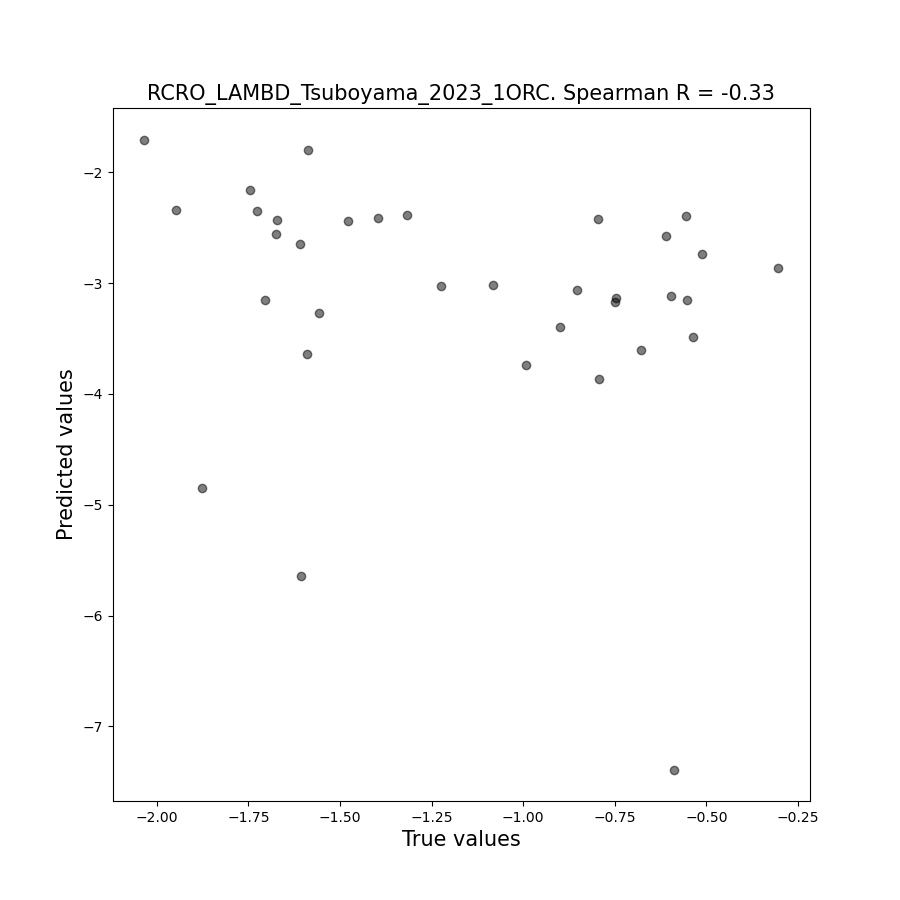 RCRO_LAMBD_Tsuboyama_2023_1ORC. Spearman R = -0.33
−2
−3
−4
−5
−6
−7
Predicted values
−2.00 −1.75 −1.50 −1.25 −1.00 −0.75 −0.50 −0.25
True values